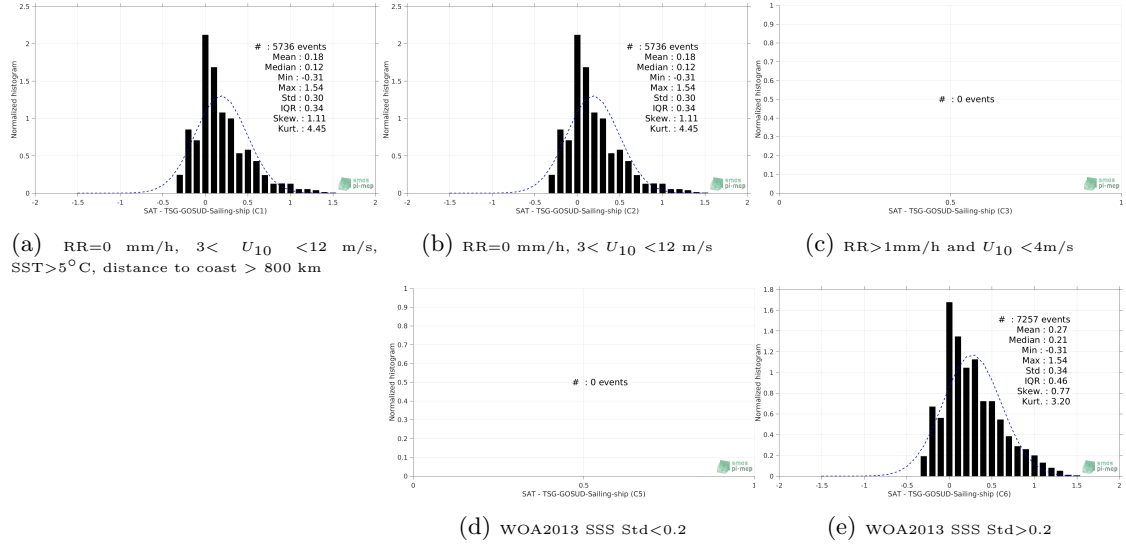 2.5
2
1.5
1
0.5
0
-2 -1.5 -1 -0.5 0 0.5 1 1.5 2
Normalized histogram
SAT - TSG-GOSUD-Sailing-ship (C1)
# : 5736 events
Mean : 0.18
Median : 0.12
Min : -0.31
Max : 1.54
Std : 0.30
IQR : 0.34
Skew. : 1.11
Kurt. : 4.45
smos
pi-mep
(a) RR=0 mm/h, 3< U10 <12 m/s,
SST>5°C, distance to coast > 800 km
2.5
2
1.5
1
0.5
0
-2 -1.5 -1 -0.5 0 0.5 1 1.5 2
Normalized histogram
SAT - TSG-GOSUD-Sailing-ship (C2)
# : 5736 events
Mean : 0.18
Median : 0.12
Min : -0.31
Max : 1.54
Std : 0.30
IQR : 0.34
Skew. : 1.11
Kurt. : 4.45
smos
pi-mep
(b) RR=0 mm/h, 3< U10 <12 m/s
1
0.9
0.8
0.7
0.6
0.5
0.4
0.3
0.2
0.1
0
0.5 1
Normalized histogram
SAT - TSG-GOSUD-Sailing-ship (C3)
# : 0 events
smos
pi-mep
(c) RR>1mm/h and U10 <4m/s
1
0.9
0.8
0.7
0.6
0.5
0.4
0.3
0.2
0.1
0
0.5 1
Normalized histogram
SAT - TSG-GOSUD-Sailing-ship (C5)
# : 0 events
smos
pi-mep
(d) WOA2013 SSS Std<0.2
1.8
1.6
1.4
1.2
1
0.8
0.6
0.4
0.2
0
-2 -1.5 -1 -0.5 0 0.5 1 1.5 2
Normalized histogram
SAT - TSG-GOSUD-Sailing-ship (C6)
# : 7257 events
Mean : 0.27
Median : 0.21
Min : -0.31
Max : 1.54
Std : 0.34
IQR : 0.46
Skew. : 0.77
Kurt. : 3.20
smos
pi-mep
(e) WOA2013 SSS Std>0.2